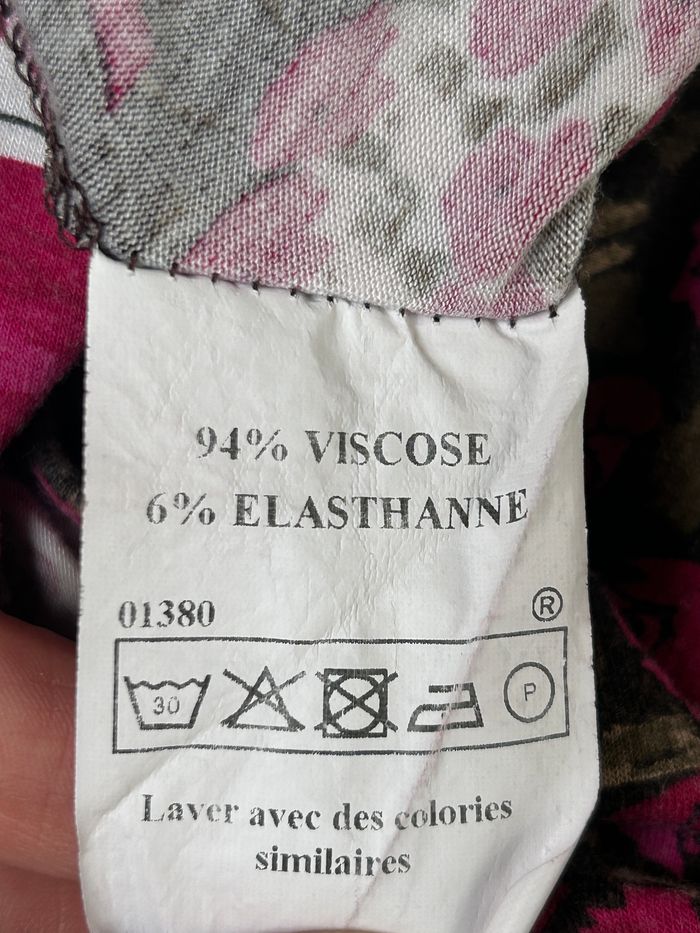 94% VISCOSE
6% ELASTHANNE
01380 ®
30 P
Laver avec des colories
similaires